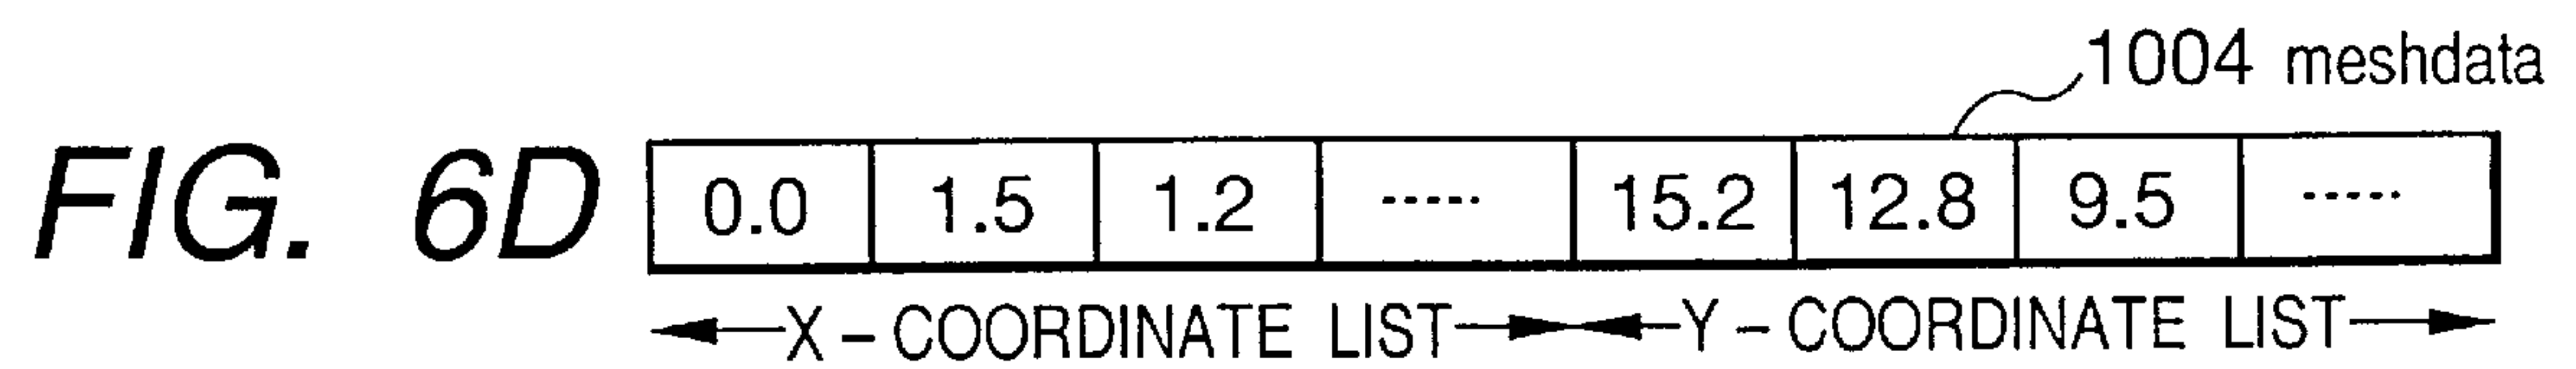 1004 meshdata
FIG. 6D 0.0 1.5 1.2 ----- 15.2 12.8 9.5 -----
X-COORDINATE LIST Y-COORDINATE LIST